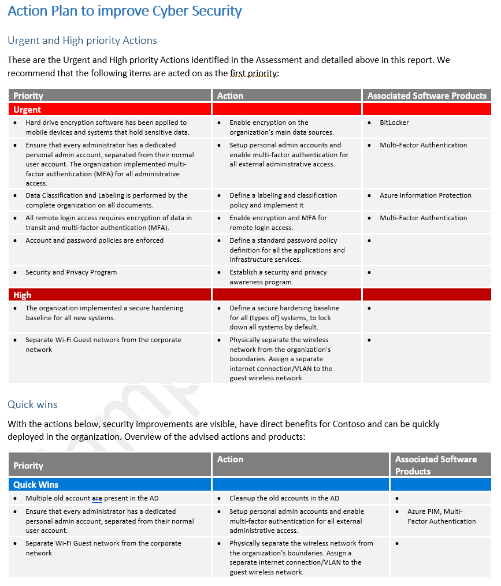 Action Plan to improve Cyber Security
Urgent and High priority Actions
These are the Urgent and High priority Actions identified in the Assessment and detailed above in this report. We
recommend that the following items are acted on as the first priority:
Priority Action Associated Software Products
Urgent
• Hard drive encryption software has been applied to
mobile devices and systems that hold sensitive data.
• Enable encryption on the
organization's main data sources.
• BitLocker
• Ensure that every administrator has a dedicated
personal admin account, separated from their normal
user account. The organization implemented multi-
factor authentication (MFA) for all administrative
access.
• Setup personal admin accounts and
enable multi-factor authentication for
all external administrative access.
• Multi-Factor Authentication
• Data Classification and Labeling is performed by the
complete organization on all documents.
• Define a labeling and classification
policy and implement it
• Azure Information Protection
• All remote login access requires encryption of data in
transit and multi-factor authentication (MFA).
• Enable encryption and MFA for
remote login access.
• Multi-Factor Authentication
• Account and password policies are enforced
• Define a standard password policy
definition for all the applications and
infrastructure services.
•
• Security and Privacy Program
• Establish a security and privacy
awareness program.
•
High
• The organization implemented a secure hardening
baseline for all new systems.
• Define a secure hardening baseline
for all (types of) systems, to lock
down all systems by default.
•
• Separate Wi-Fi Guest network from the corporate
network
• Physically separate the wireless
network from the organization's
boundaries. Assign a separate
internet connection/VLAN to the
guest wireless network
•
Quick wins
With the actions below, security improvements are visible, have direct benefits for Contoso and can be quickly
deployed in the organization. Overview of the advised actions and products:
Priority
Action
Associated Software
Products
Quick Wins
• Multiple old account are present in the AD
• Cleanup the old accounts in the AD
•
• Ensure that every administrator has a dedicated
personal admin account, separated from their normal
user account.
• Setup personal admin accounts and enable
multi-factor authentication for all external
administrative access.
• Azure PIM, Multi-
Factor Authentication
• Separate Wi-Fi Guest network from the corporate
network
• Physically separate the wireless network from
the organization's boundaries. Assign a
separate internet connection/VLAN to the
guest wireless network.
•